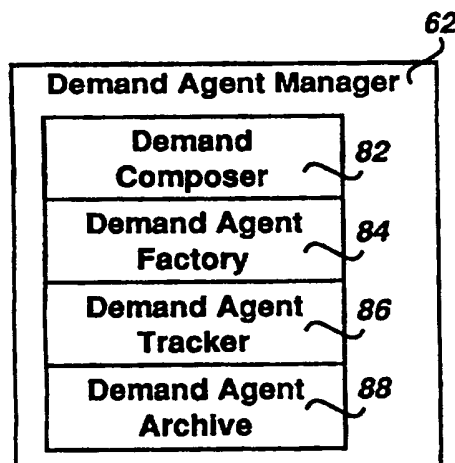 62
Demand Agent Manager
Demand
Composer
82
Demand Agent
Factory
84
Demand Agent
Tracker
86
Demand Agent
Archive
88